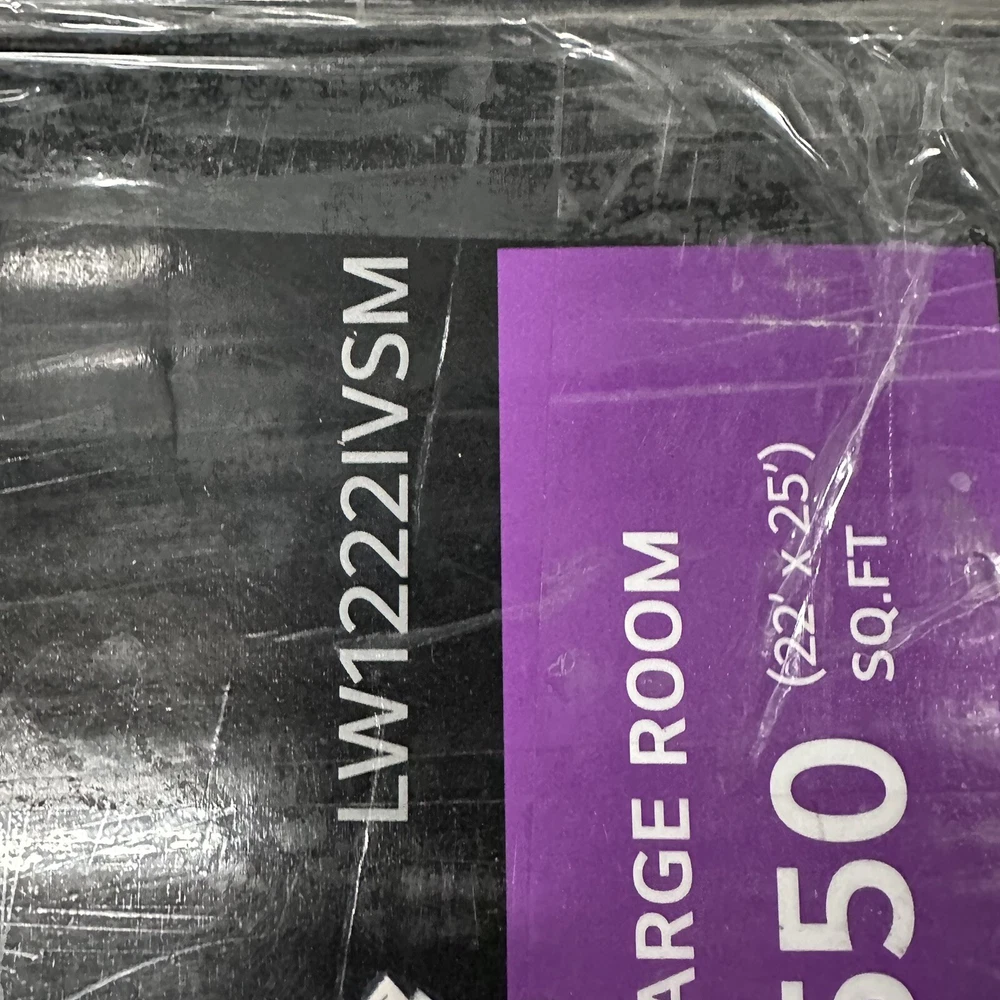 LW1222IVSM
ARGE ROOM
550
(22' x 25')
SQ.FT